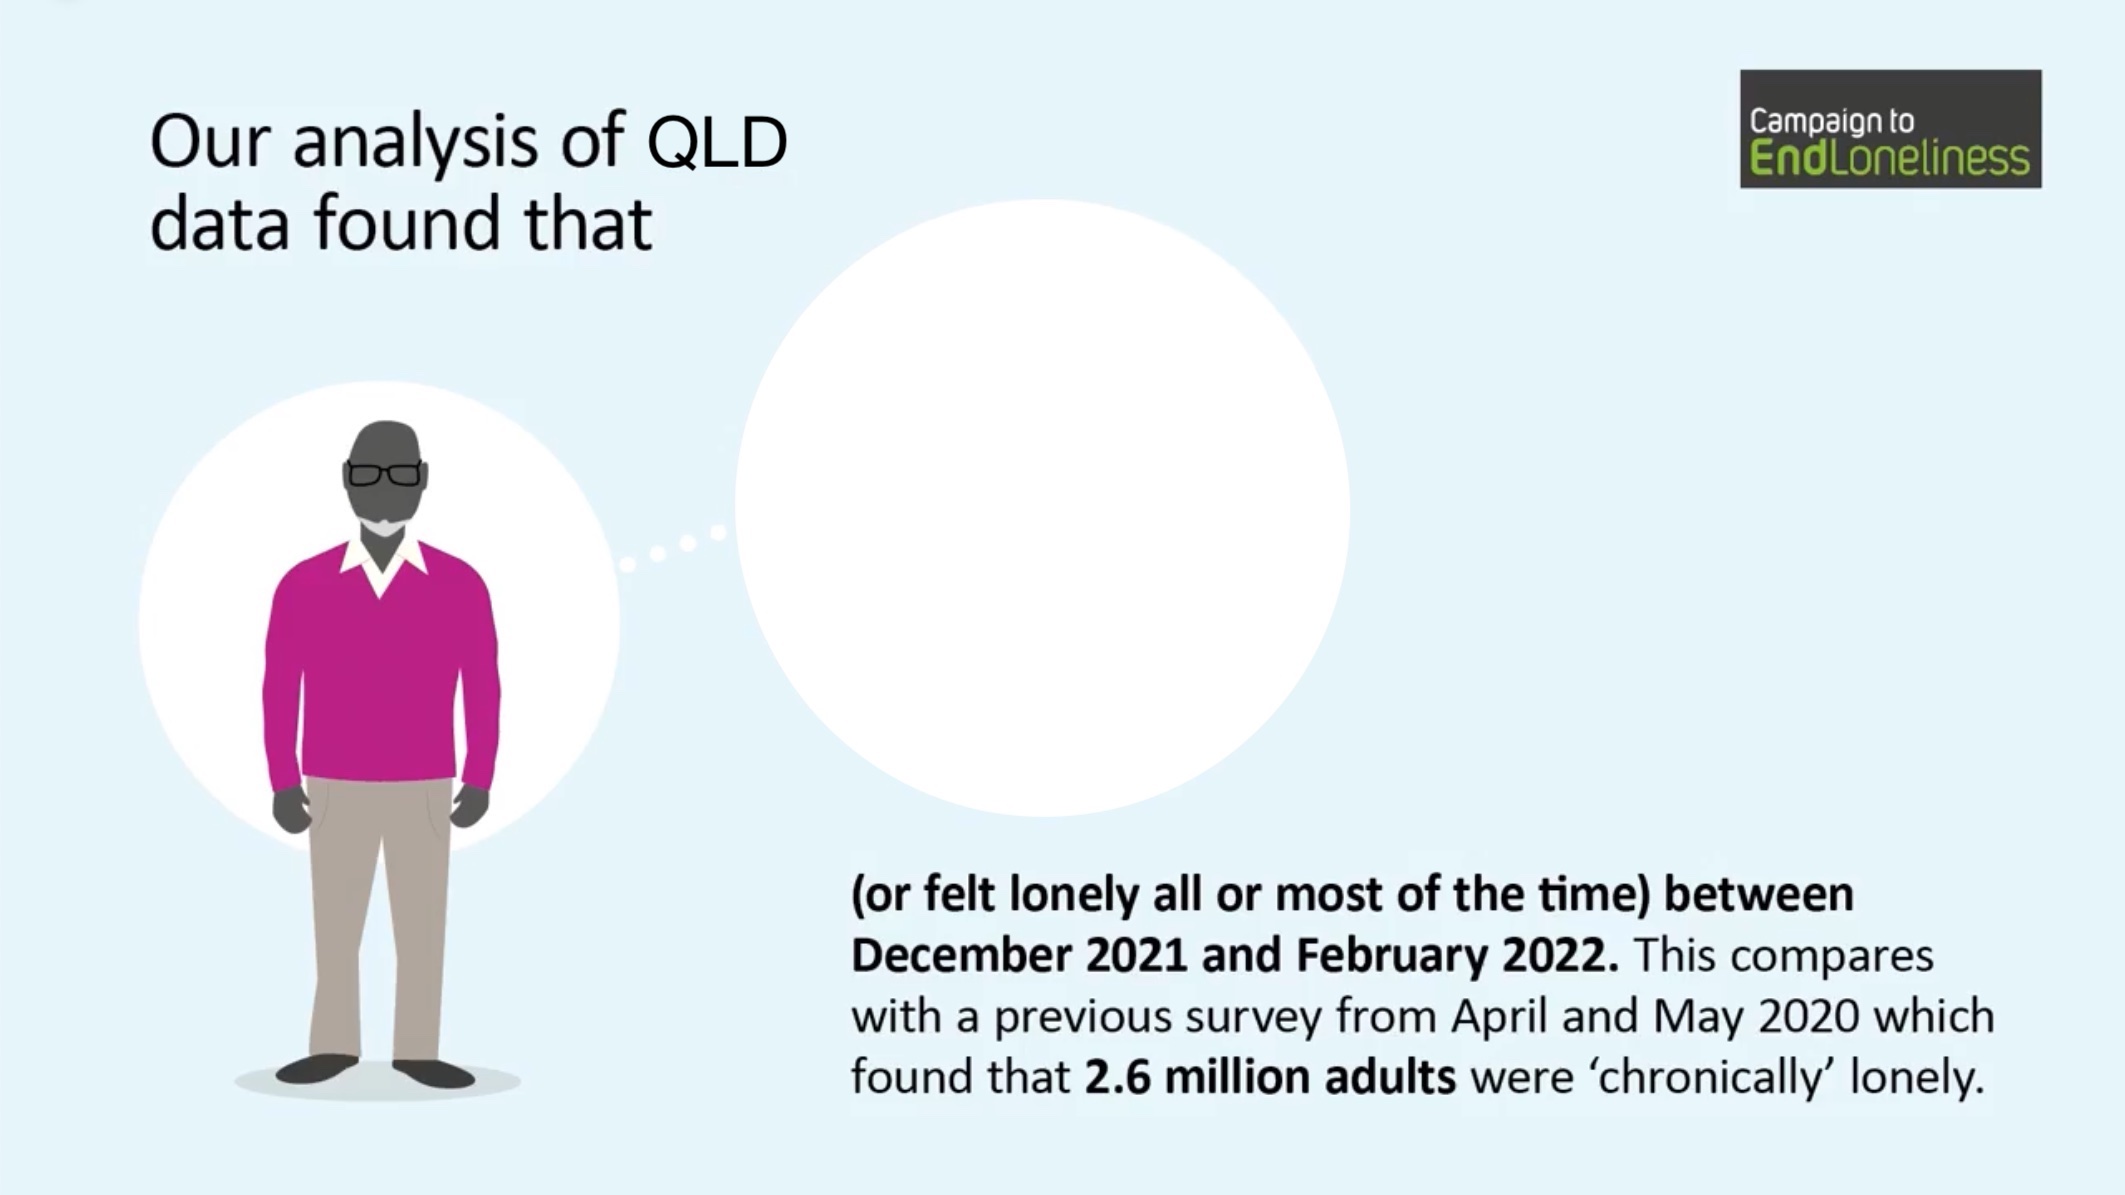 Our analysis of QLD
data found that
Campaign to
EndLoneliness
(or felt lonely all or most of the time) between
December 2021 and February 2022. This compares
with a previous survey from April and May 2020 which
found that 2.6 million adults were ‘chronically’ lonely.